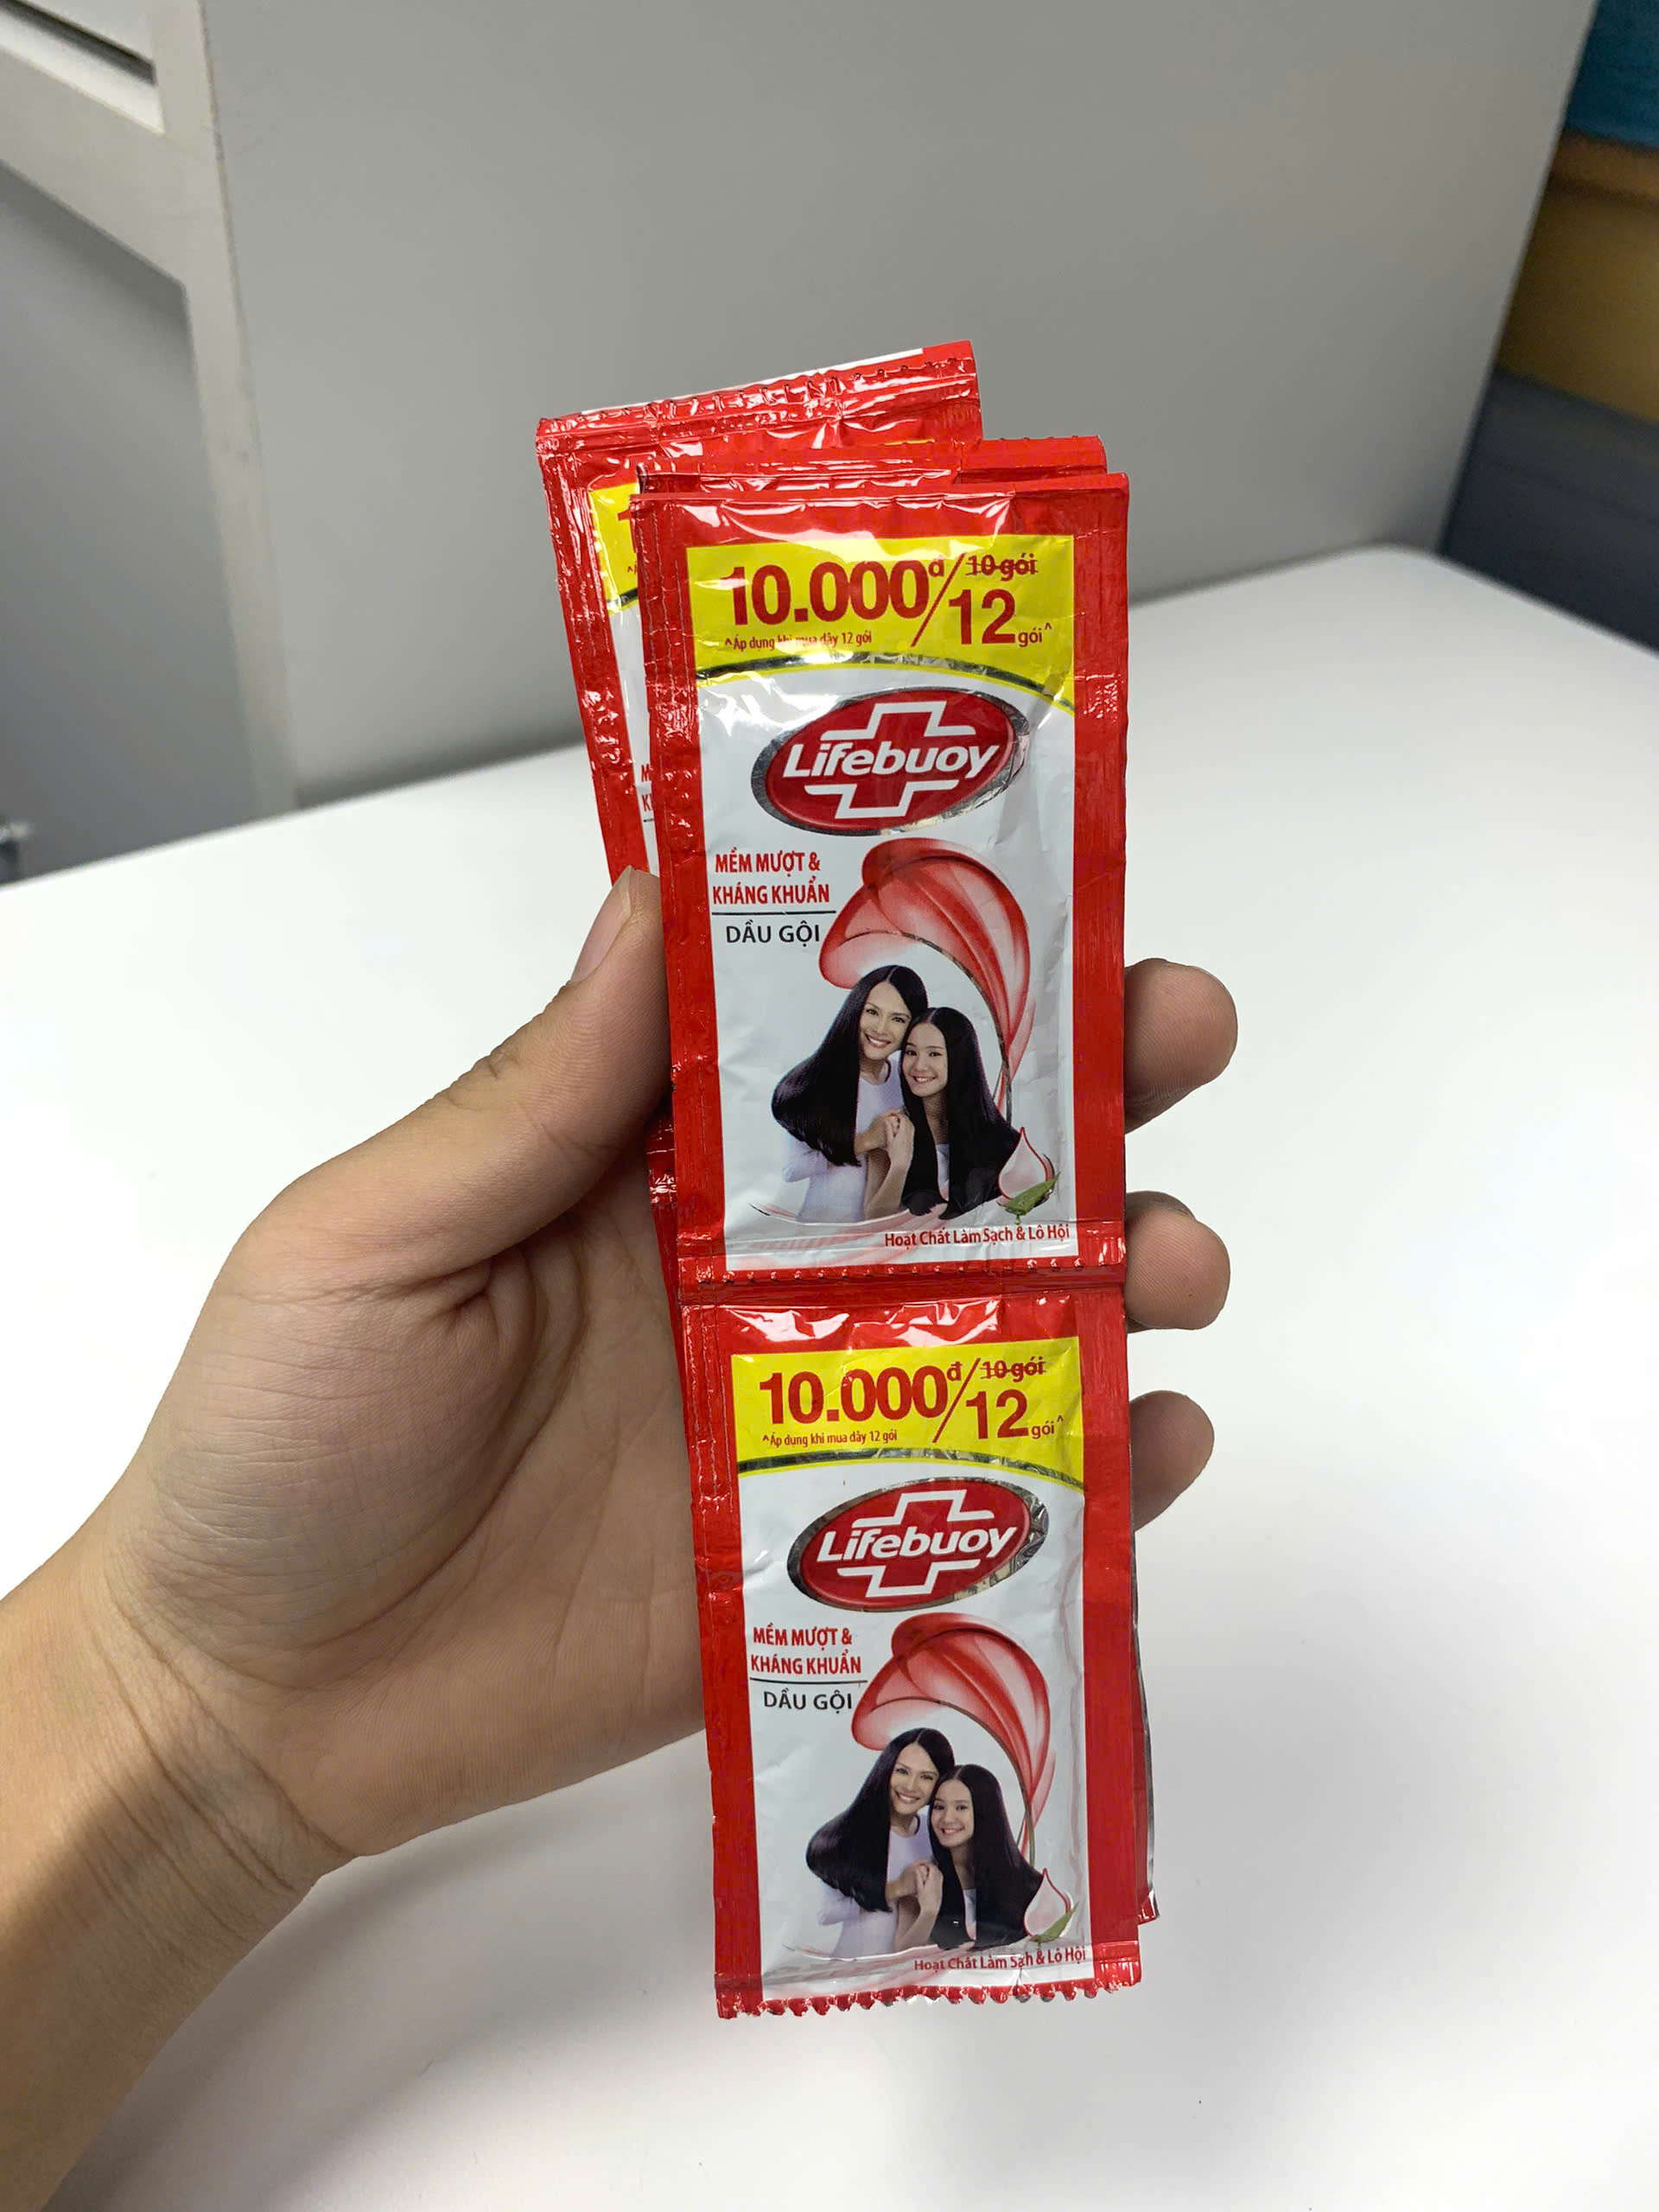 10.000đ/10 gói
12 gói^
^Áp dụng khi mua dây 12 gói
Lifebuoy
MỀM MƯỢT &
KHÁNG KHUẨN
DẦU GỘI
Hoạt Chất Làm Sạch & Lô Hội
10.000đ/10 gói
12 gói^
^Áp dụng khi mua dây 12 gói
Lifebuoy
MỀM MƯỢT &
KHÁNG KHUẨN
DẦU GỘI
Hoạt Chất Làm Sạch & Lô Hội